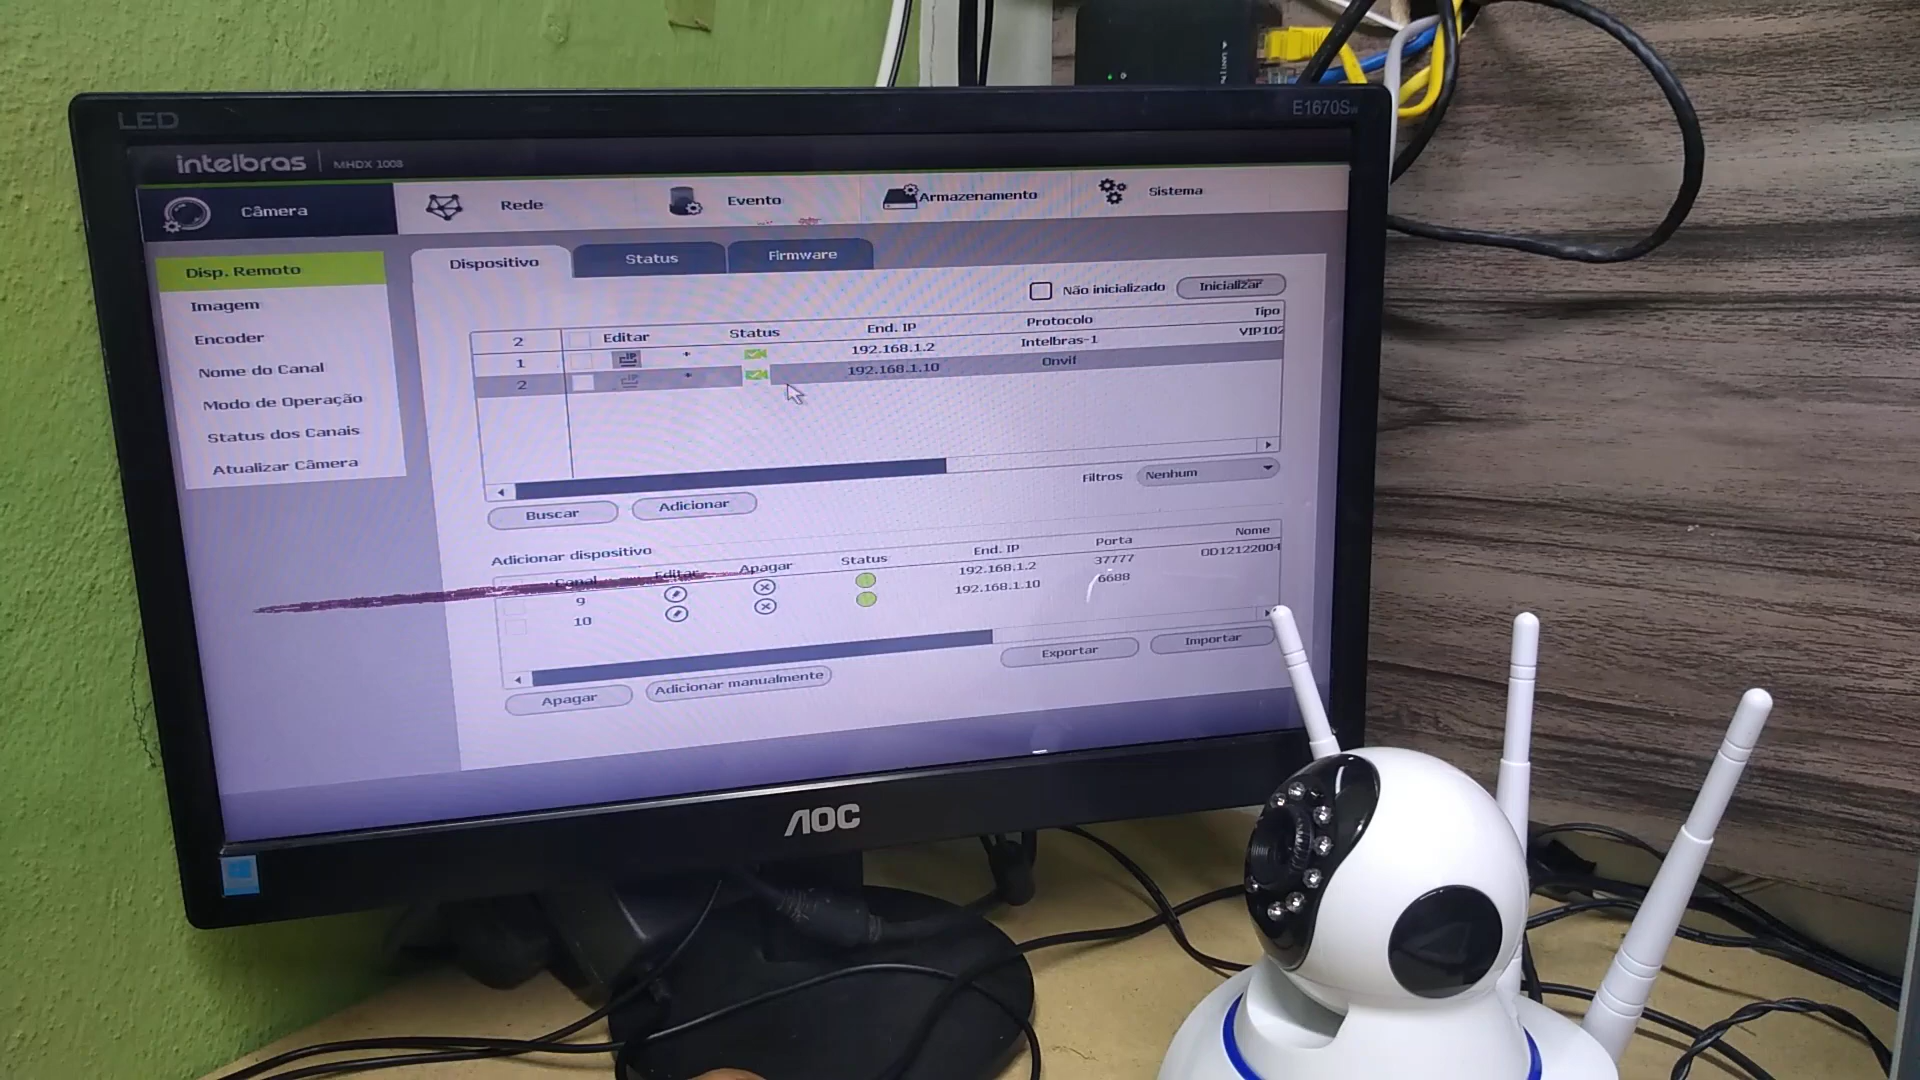 LED
E1670Sw
intelbras | MHDX 1008
Câmera Rede Evento Armazenamento Sistema
Disp. Remoto
Imagem
Encoder
Nome do Canal
Modo de Operação
Status dos Canais
Atualizar Câmera
Dispositivo Status Firmware
Não inicializado Inicializar
2 Editar Status End. IP Protocolo Tipo
1 192.168.1.2 Intelbras-1 VIP102
2 192.168.1.10 Onvif
Filtros Nenhum
Buscar Adicionar
Adicionar dispositivo
Canal Editar Apagar Status End. IP Porta Nome
9 192.168.1.2 37777 OD12122004
10 192.168.1.10 6688
Exportar Importar
Apagar Adicionar manualmente
AOC